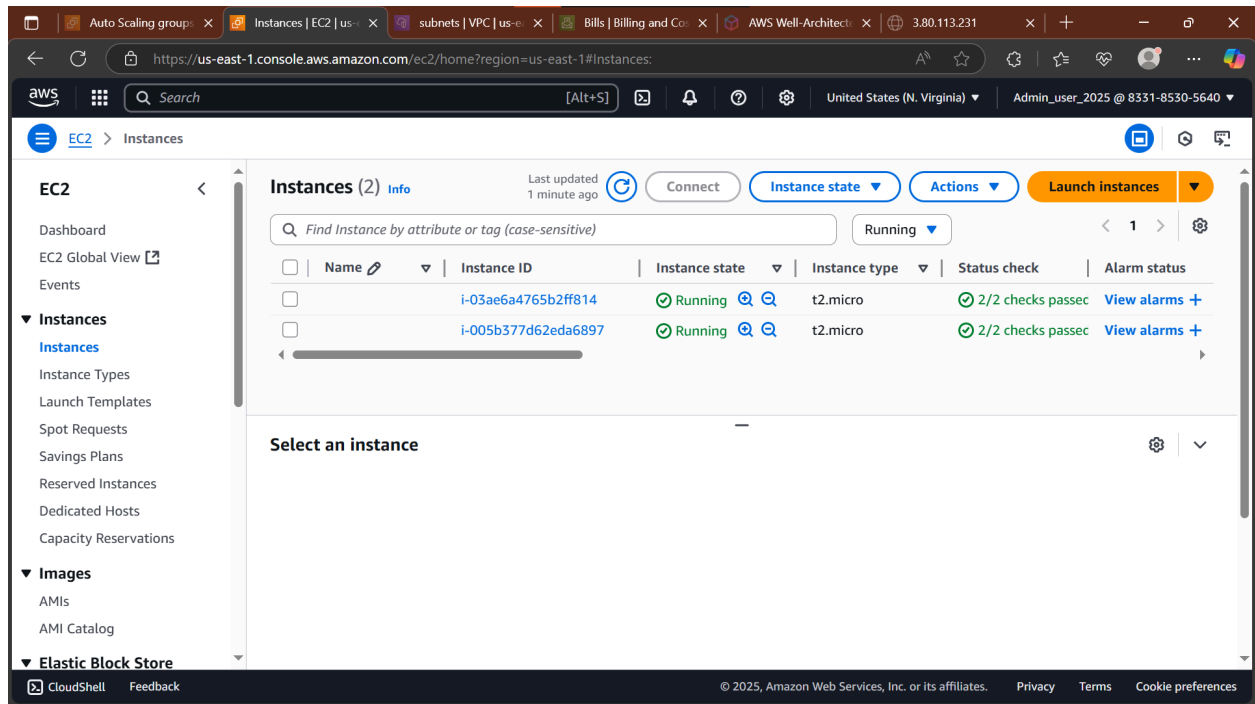 Auto Scaling groups
Instances | EC2 | us-e
subnets | VPC | us-ea
Bills | Billing and Cos
AWS Well-Architecte
3.80.113.231
https://us-east-1.console.aws.amazon.com/ec2/home?region=us-east-1#Instances:
aws
Search
[Alt+S]
United States (N. Virginia)
Admin_user_2025 @ 8331-8530-5640
EC2 > Instances
EC2
Dashboard
EC2 Global View
Events
Instances
Instances
Instance Types
Launch Templates
Spot Requests
Savings Plans
Reserved Instances
Dedicated Hosts
Capacity Reservations
Images
AMIs
AMI Catalog
Elastic Block Store
Instances (2) Info
Last updated
1 minute ago
Connect
Instance state
Actions
Launch instances
Find Instance by attribute or tag (case-sensitive)
Running
1
Name Instance ID Instance state Instance type Status check Alarm status
i-03ae6a4765b2ff814 Running t2.micro 2/2 checks passec View alarms +
i-005b377d62eda6897 Running t2.micro 2/2 checks passec View alarms +
Select an instance
CloudShell Feedback
© 2025, Amazon Web Services, Inc. or its affiliates. Privacy Terms Cookie preferences